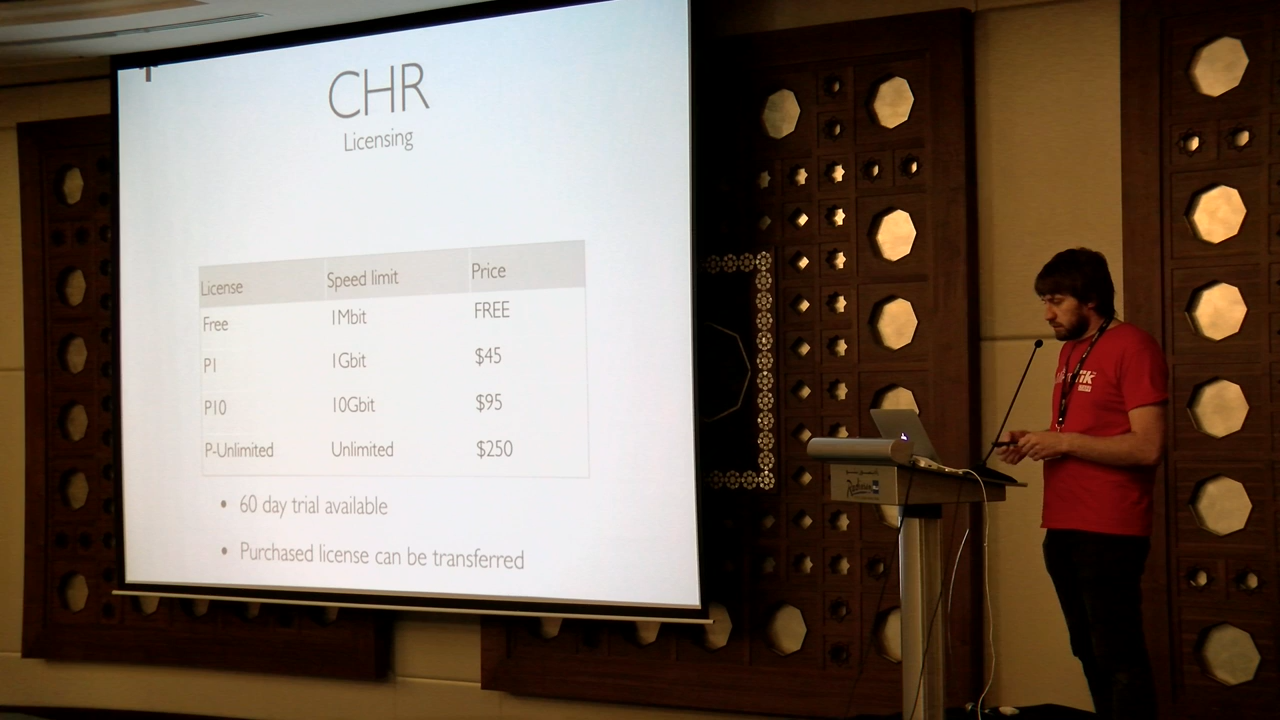 CHR
Licensing
License Speed limit Price
Free 1Mbit FREE
P1 1Gbit $45
P10 10Gbit $95
P-Unlimited Unlimited $250
• 60 day trial available
• Purchased license can be transferred
Radisson